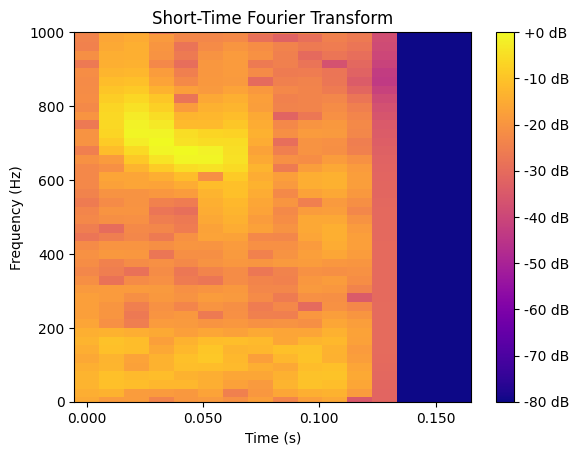 Short-Time Fourier Transform
1000
800
600
400
200
0
Frequency (Hz)
0.000
0.050
0.100
0.150
Time (s)
+0 dB
-10 dB
-20 dB
-30 dB
-40 dB
-50 dB
-60 dB
-70 dB
-80 dB